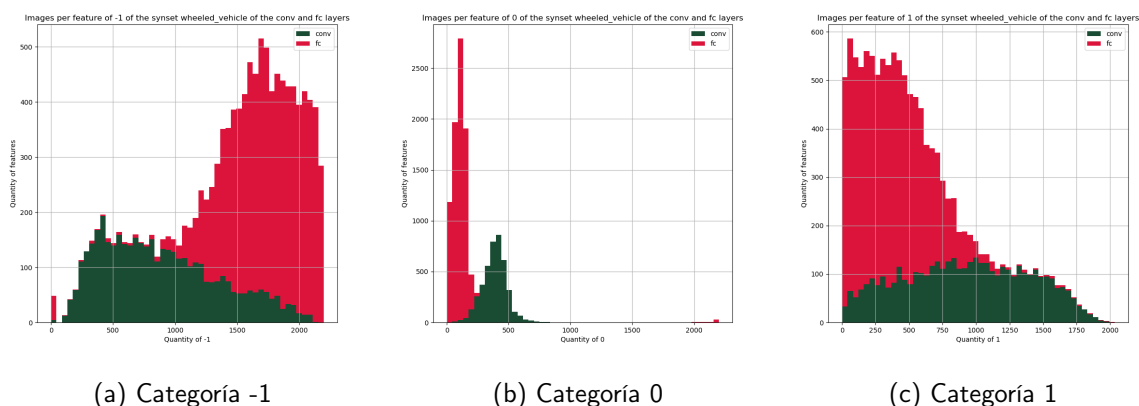 Images per feature of -1 of the synset wheeled_vehicle of the conv and fc layers
conv
fc
500
400
300
200
100
0
Quantity of features
0
500
1000
1500
2000
Quantity of -1
(a) Categoría -1
Images per feature of 0 of the synset wheeled_vehicle of the conv and fc layers
conv
fc
2500
2000
1500
1000
500
0
Quantity of features
0
500
1000
1500
2000
Quantity of 0
(b) Categoría 0
Images per feature of 1 of the synset wheeled_vehicle of the conv and fc layers
conv
fc
600
500
400
300
200
100
0
Quantity of features
0
250
500
750
1000
1250
1500
1750
2000
Quantity of 1
(c) Categoría 1